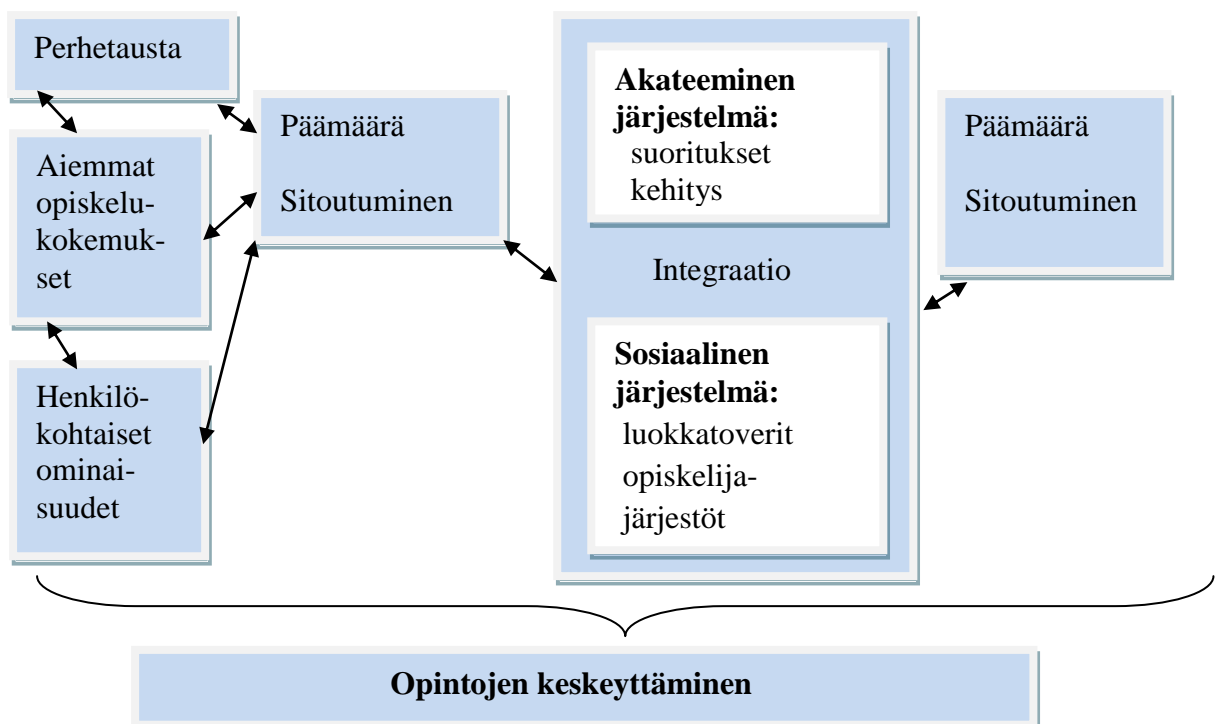 Perhetausta
Aiemmat
opiskelu-
kokemuk-
set
Henkilö-
kohtaiset
ominai-
suudet
Päämäärä
Sitoutuminen
Akateeminen
järjestelmä:
suoritukset
kehitys
Integraatio
Sosiaalinen
järjestelmä:
luokkatoverit
opiskelija-
järjestöt
Päämäärä
Sitoutuminen
Opintojen keskeyttäminen